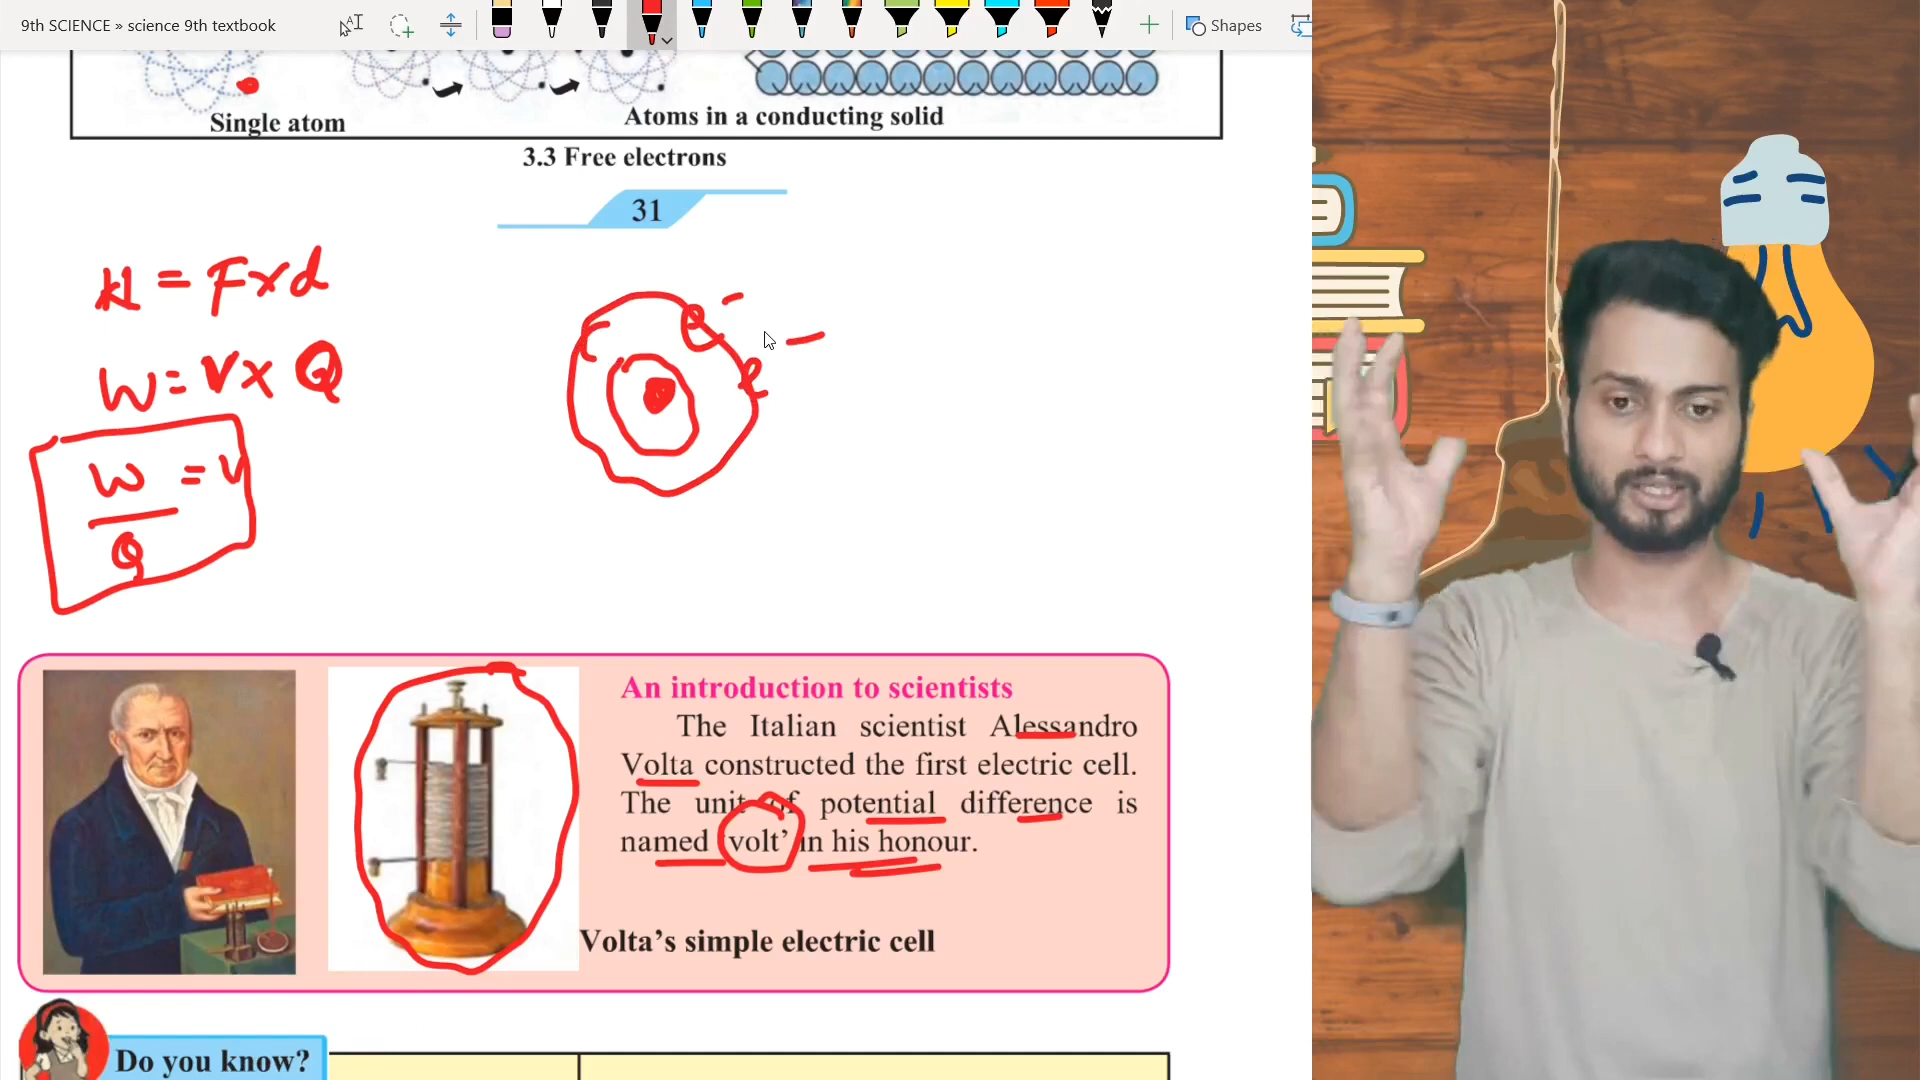 9th SCIENCE » science 9th textbook
Shapes
Single atom
Atoms in a conducting solid
3.3 Free electrons
31
= F x d
W = V x Q
W = V
Q
e -
e -
An introduction to scientists
The Italian scientist Alessandro
Volta constructed the first electric cell.
The unit of potential difference is
named 'volt' in his honour.
Volta's simple electric cell
Do you know?